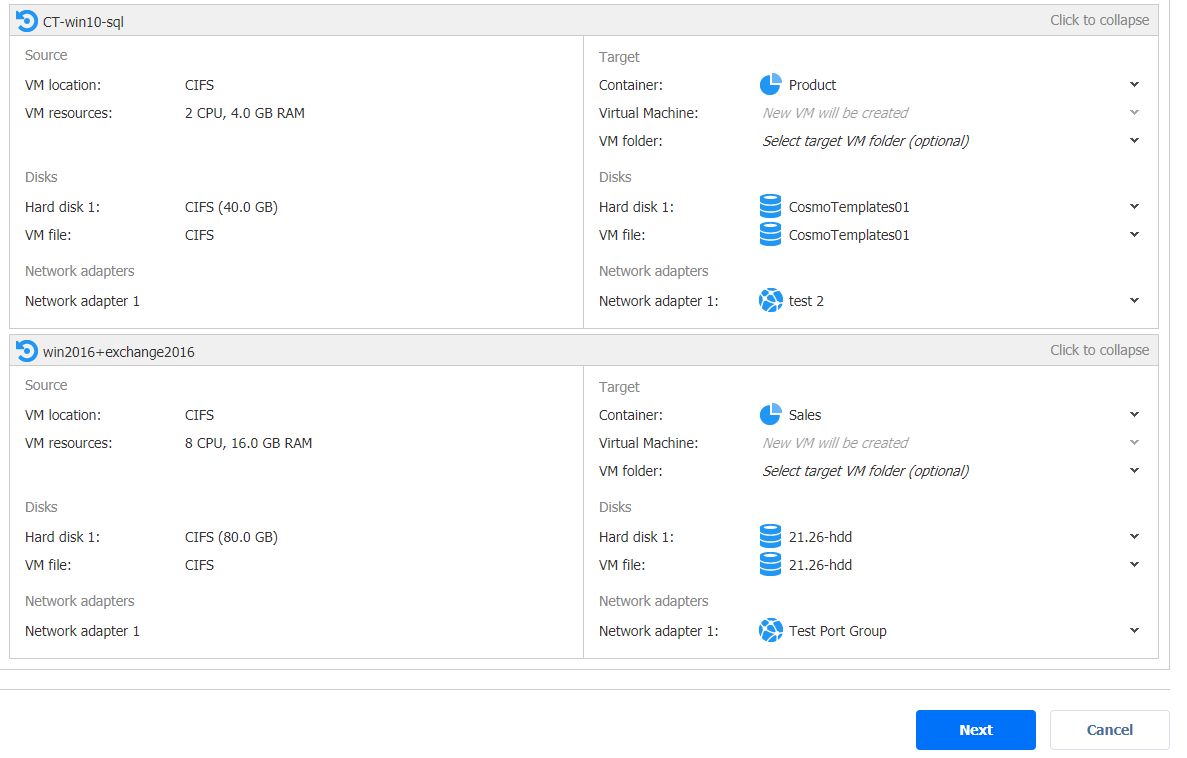 CT-win10-sql Click to collapse
Source
VM location: CIFS
VM resources: 2 CPU, 4.0 GB RAM
Disks
Hard disk 1: CIFS (40.0 GB)
VM file: CIFS
Network adapters
Network adapter 1
Target
Container: Product
Virtual Machine: New VM will be created
VM folder: Select target VM folder (optional)
Disks
Hard disk 1: CosmoTemplates01
VM file: CosmoTemplates01
Network adapters
Network adapter 1: test 2
win2016+exchange2016 Click to collapse
Source
VM location: CIFS
VM resources: 8 CPU, 16.0 GB RAM
Disks
Hard disk 1: CIFS (80.0 GB)
VM file: CIFS
Network adapters
Network adapter 1
Target
Container: Sales
Virtual Machine: New VM will be created
VM folder: Select target VM folder (optional)
Disks
Hard disk 1: 21.26-hdd
VM file: 21.26-hdd
Network adapters
Network adapter 1: Test Port Group
Next Cancel